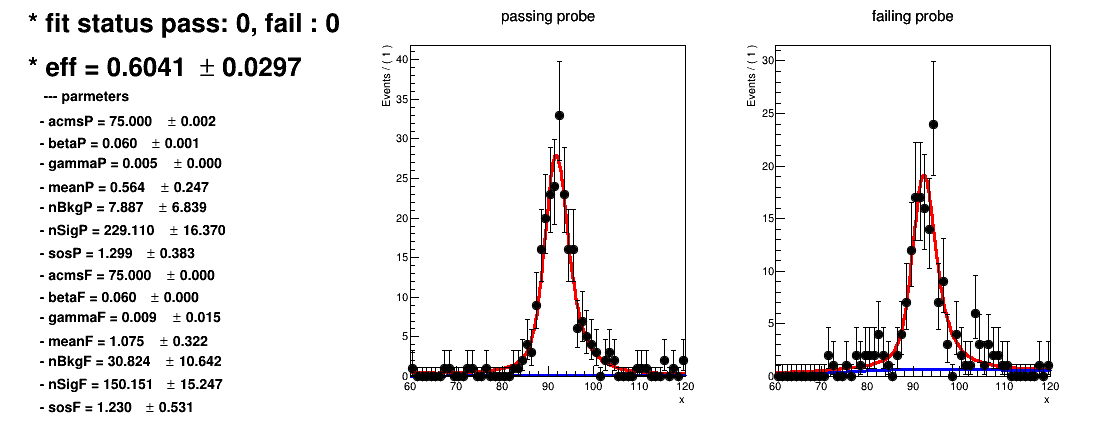 * fit status pass: 0, fail : 0
* eff = 0.6041 ± 0.0297
--- parmeters
- acmsP = 75.000 ± 0.002
- betaP = 0.060 ± 0.001
- gammaP = 0.005 ± 0.000
- meanP = 0.564 ± 0.247
- nBkgP = 7.887 ± 6.839
- nSigP = 229.110 ± 16.370
- sosP = 1.299 ± 0.383
- acmsF = 75.000 ± 0.000
- betaF = 0.060 ± 0.000
- gammaF = 0.009 ± 0.015
- meanF = 1.075 ± 0.322
- nBkgF = 30.824 ± 10.642
- nSigF = 150.151 ± 15.247
- sosF = 1.230 ± 0.531
passing probe
Events / ( 1 )
40
35
30
25
20
15
10
5
0
60 70 80 90 100 110 120
x
failing probe
Events / ( 1 )
30
25
20
15
10
5
0
60 70 80 90 100 110 120
x